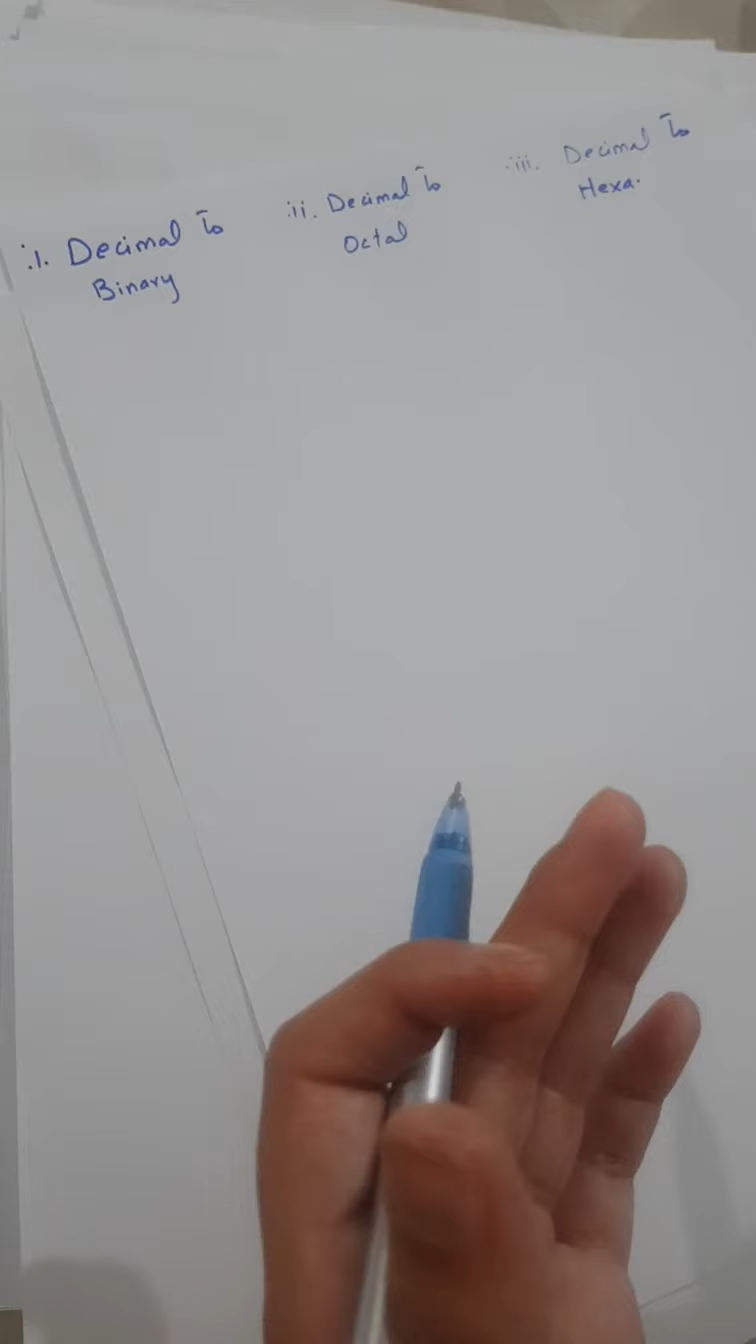 .i. Decimal To
Binary
.ii. Decimal To
Octal
.iii. Decimal To
Hexa.